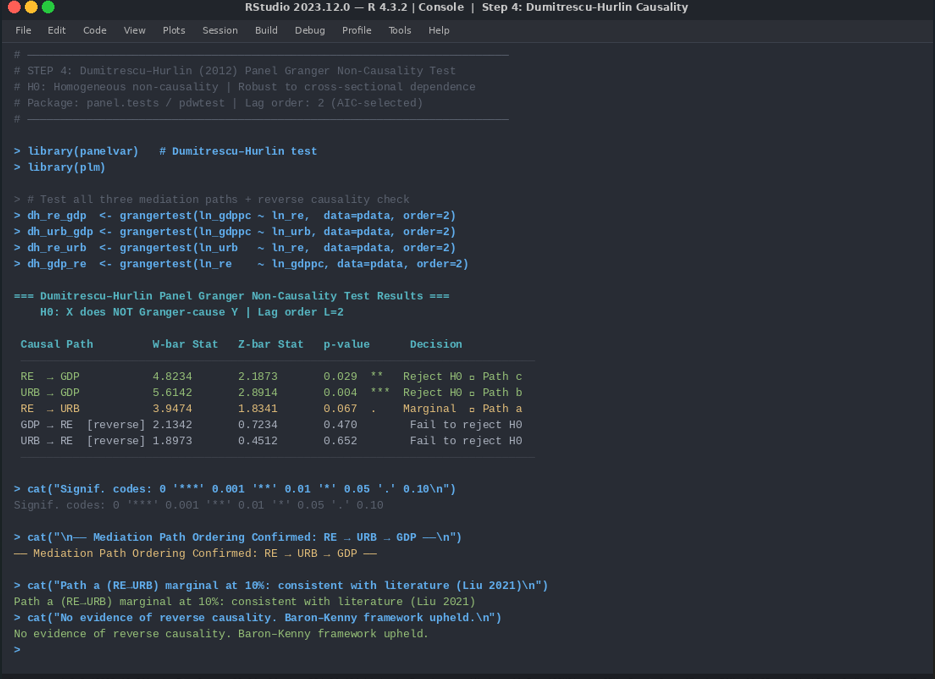 RStudio 2023.12.0 — R 4.3.2 | Console | Step 4: Dumitrescu–Hurlin Causality
File Edit Code View Plots Session Build Debug Profile Tools Help
# ──────────────────────────────────────────────────────────────────────────
# STEP 4: Dumitrescu–Hurlin (2012) Panel Granger Non-Causality Test
# H0: Homogeneous non-causality | Robust to cross-sectional dependence
# Package: panel.tests / pdwtest | Lag order: 2 (AIC-selected)
# ──────────────────────────────────────────────────────────────────────────
> library(panelvar)   # Dumitrescu–Hurlin test
> library(plm)
> # Test all three mediation paths + reverse causality check
> dh_re_gdp  <- grangertest(ln_gdppc ~ ln_re,  data=pdata, order=2)
> dh_urb_gdp <- grangertest(ln_gdppc ~ ln_urb, data=pdata, order=2)
> dh_re_urb  <- grangertest(ln_urb   ~ ln_re,  data=pdata, order=2)
> dh_gdp_re  <- grangertest(ln_re    ~ ln_gdppc, data=pdata, order=2)
=== Dumitrescu–Hurlin Panel Granger Non-Causality Test Results ===
H0: X does NOT Granger-cause Y | Lag order L=2
Causal Path         W-bar Stat   Z-bar Stat   p-value      Decision
RE  → GDP           4.8234       2.1873       0.029  **   Reject H0 Path c
URB → GDP           5.6142       2.8914       0.004  ***  Reject H0 Path b
RE  → URB           3.9474       1.8341       0.067  .    Marginal Path a
GDP → RE  [reverse] 2.1342       0.7234       0.470        Fail to reject H0
URB → RE  [reverse] 1.8973       0.4512       0.652        Fail to reject H0
> cat("Signif. codes: 0 '***' 0.001 '**' 0.01 '*' 0.05 '.' 0.10\n")
Signif. codes: 0 '***' 0.001 '**' 0.01 '*' 0.05 '.' 0.10
> cat("\n── Mediation Path Ordering Confirmed: RE → URB → GDP ──\n")
── Mediation Path Ordering Confirmed: RE → URB → GDP ──
> cat("Path a (RE→URB) marginal at 10%: consistent with literature (Liu 2021)\n")
Path a (RE→URB) marginal at 10%: consistent with literature (Liu 2021)
> cat("No evidence of reverse causality. Baron–Kenny framework upheld.\n")
No evidence of reverse causality. Baron–Kenny framework upheld.
>